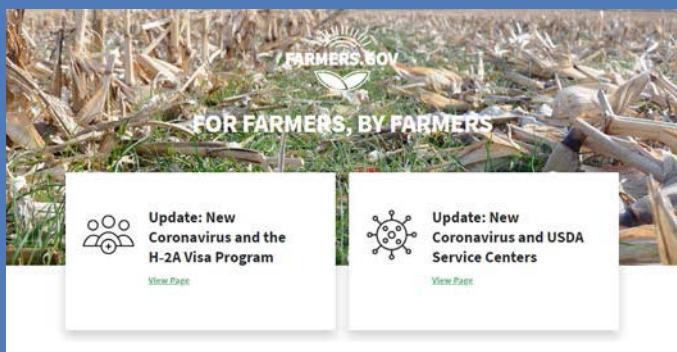 FARMERS.GOV
FOR FARMERS, BY FARMERS
Update: New
Coronavirus and the
H-2A Visa Program
View Page
Update: New
Coronavirus and USDA
Service Centers
View Page